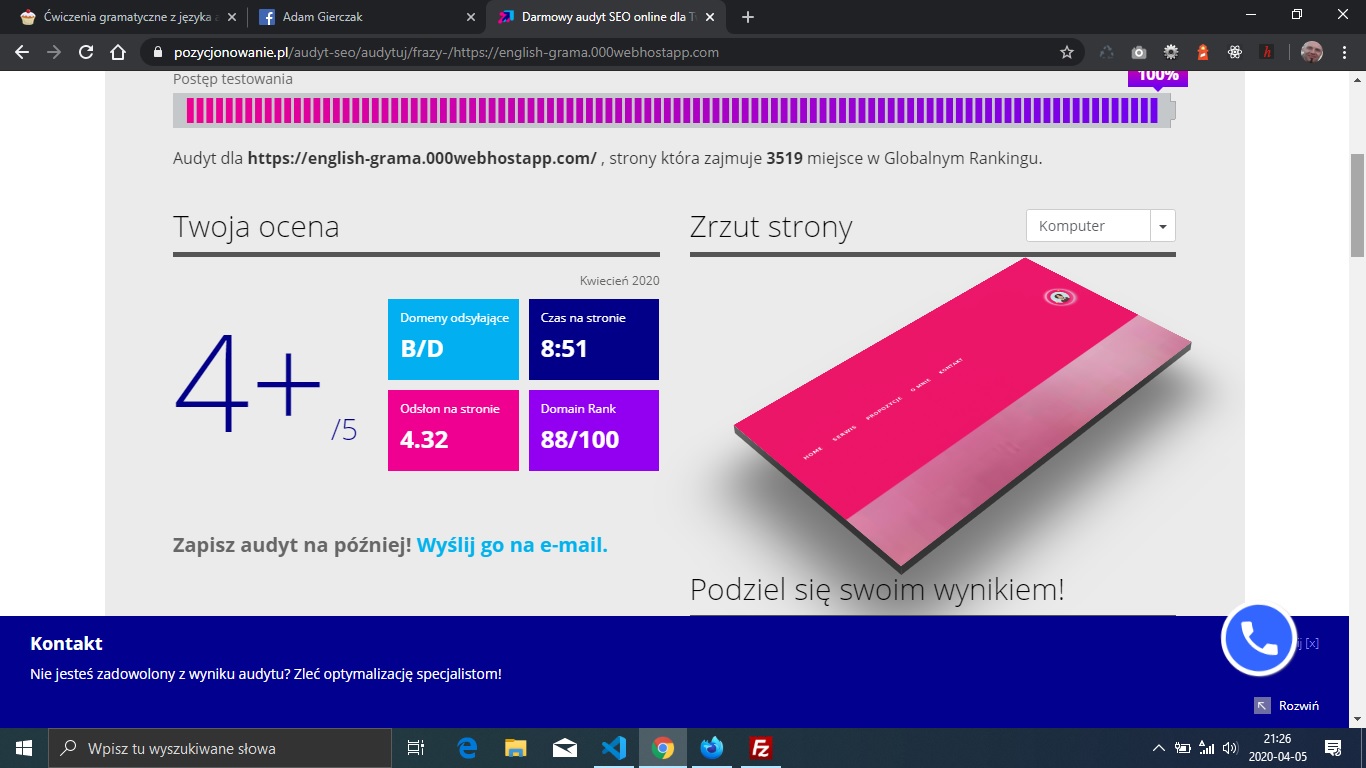 Ćwiczenia gramatyczne z języka a
Adam Gierczak
Darmowy audyt SEO online dla Tw
pozycjonowanie.pl/audyt-seo/audytuj/frazy-/https://english-grama.000webhostapp.com
Postęp testowania
100%
Audyt dla https://english-grama.000webhostapp.com/ , strony która zajmuje 3519 miejsce w Globalnym Rankingu.
Twoja ocena
Zrzut strony
Komputer
Kwiecień 2020
4+ /5
Domeny odsyłające
B/D
Czas na stronie
8:51
Odsłon na stronie
4.32
Domain Rank
88/100
HOME SERWIS PROPOZYCJE O MNIE KONTAKT
Zapisz audyt na później! Wyślij go na e-mail.
Podziel się swoim wynikiem!
Kontakt
[x]
Nie jesteś zadowolony z wyniku audytu? Zleć optymalizację specjalistom!
Rozwiń
Wpisz tu wyszukiwane słowa
21:26
2020-04-05